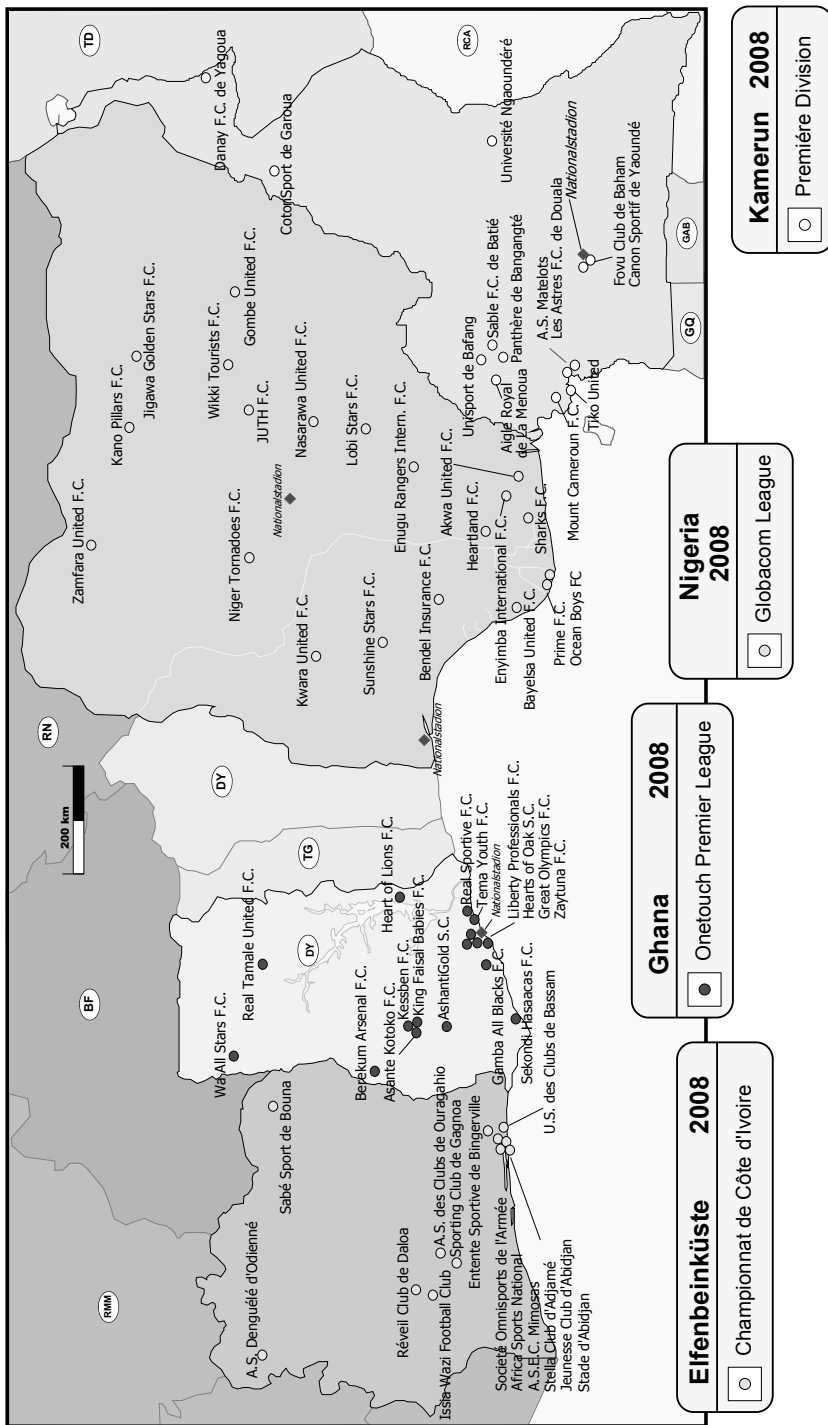 RMM
BF
RN
TD
RCA
DY
TG
DY
GQ
GAB
200 km
A.S. Denguélé d'Odienné
Sabé Sport de Bouna
Réveil Club de Daloa
Issia Wazi Football Club
A.S. des Clubs de Ouragahio
Sporting Club de Gagnoa
Entente Sportive de Bingerville
Societé Omnisports de l'Armée
Africa Sports National
A.S.E.C. Mimosas
Stella Club d'Adjamé
Jeunesse Club d'Abidjan
Stade d'Abidjan
U.S. des Clubs de Bassam
Wa All Stars F.C.
Real Tamale United F.C.
Berekum Arsenal F.C.
Asante Kotoko F.C.
Kessben F.C.
King Faisal Babies F.C.
AshantiGold S.C.
Heart of Lions F.C.
Gamba All Blacks F.C.
Sekondi Hasaacas F.C.
Real Sportive F.C.
Tema Youth F.C.
Nationalstadion
Liberty Professionals F.C.
Hearts of Oak S.C.
Great Olympics F.C.
Zaytuna F.C.
Zamfara United F.C.
Kano Pillars F.C.
Jigawa Golden Stars F.C.
Wikki Tourists F.C.
Gombe United F.C.
Niger Tornadoes F.C.
JUTH F.C.
Nationalstadion
Nasarawa United F.C.
Kwara United F.C.
Lobi Stars F.C.
Sunshine Stars F.C.
Enugu Rangers Intern. F.C.
Bendel Insurance F.C.
Nationalstadion
Akwa United F.C.
Heartland F.C.
Enyimba International F.C.
Bayelsa United F.C.
Sharks F.C.
Prime F.C.
Ocean Boys FC
Danay F.C. de Yagoua
CotonSport de Garoua
Université Ngaoundéré
Unisport de Bafang
Sable F.C. de Batié
Panthère de Bangangté
Aigle Royal
de La Menoua
A.S. Matelots
Les Astres F.C. de Douala
Nationalstadion
Fovu Club de Baham
Canon Sportif de Yaoundé
Mount Cameroun F.C.
Tiko United
Elfenbeinküste 2008
Championnat de Côte d'Ivoire
Ghana 2008
Onetouch Premier League
Nigeria
2008
Globacom League
Kamerun 2008
Premiére Division